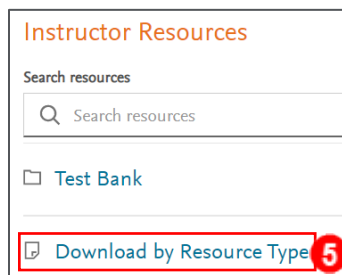 Instructor Resources
Search resources
Search resources
Test Bank
Download by Resource Type
5